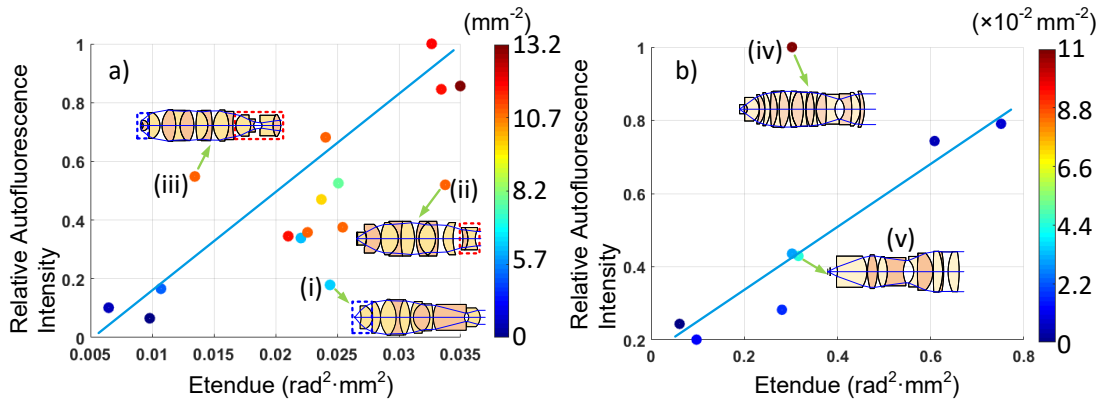 (mm⁻²)
a)
Relative Autofluorescence
Intensity
1
0.8
0.6
0.4
0.2
0
0.005
0.01
0.015
0.02
0.025
0.03
0.035
Etendue (rad²·mm²)
(iii)
(ii)
(i)
13.2
10.7
8.2
5.7
0
(×10⁻² mm⁻²)
b)
Relative Autofluorescence
Intensity
1
0.8
0.6
0.4
0.2
0
0.2
0.4
0.6
0.8
Etendue (rad²·mm²)
(iv)
(v)
11
8.8
6.6
4.4
2.2
0